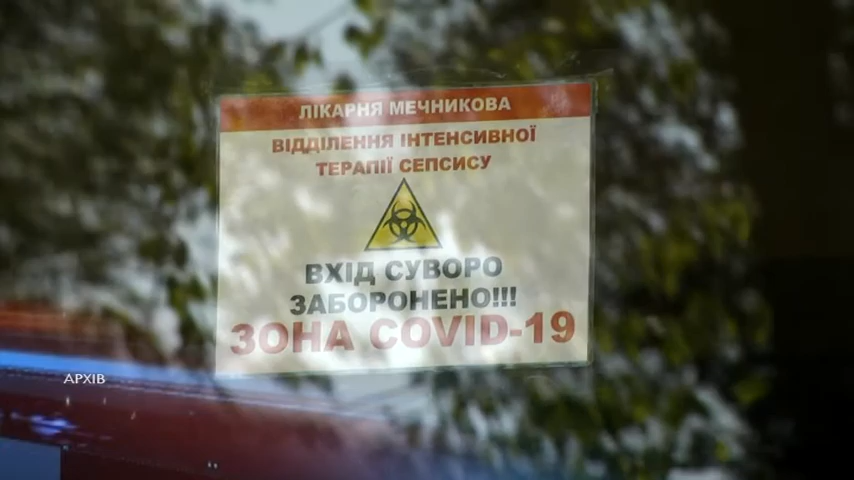 ЛІКАРНЯ МЕЧНИКОВА
ВІДДІЛЕННЯ ІНТЕНСИВНОЇ
ТЕРАПІЇ СЕПСИСУ
ВХІД СУВОРО
ЗАБОРОНЕНО!!!
ЗОНА COVID-19
АРХІВ